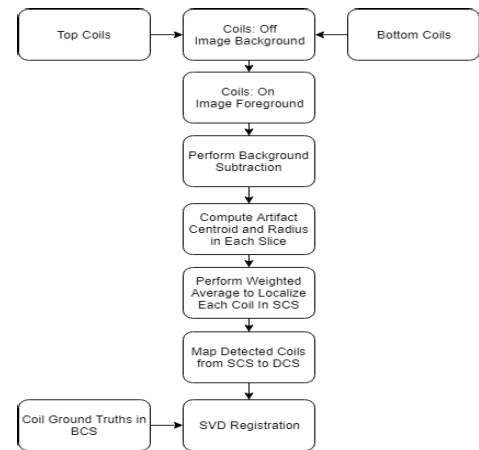 Top Coils
Coils: Off
Image Background
Bottom Coils
Coils: On
Image Foreground
Perform Background
Subtraction
Compute Artifact
Centroid and Radius
in Each Slice
Perform Weighted
Average to Localize
Each Coil In SCS
Map Detected Coils
from SCS to DCS
Coil Ground Truths in
BCS
SVD Registration